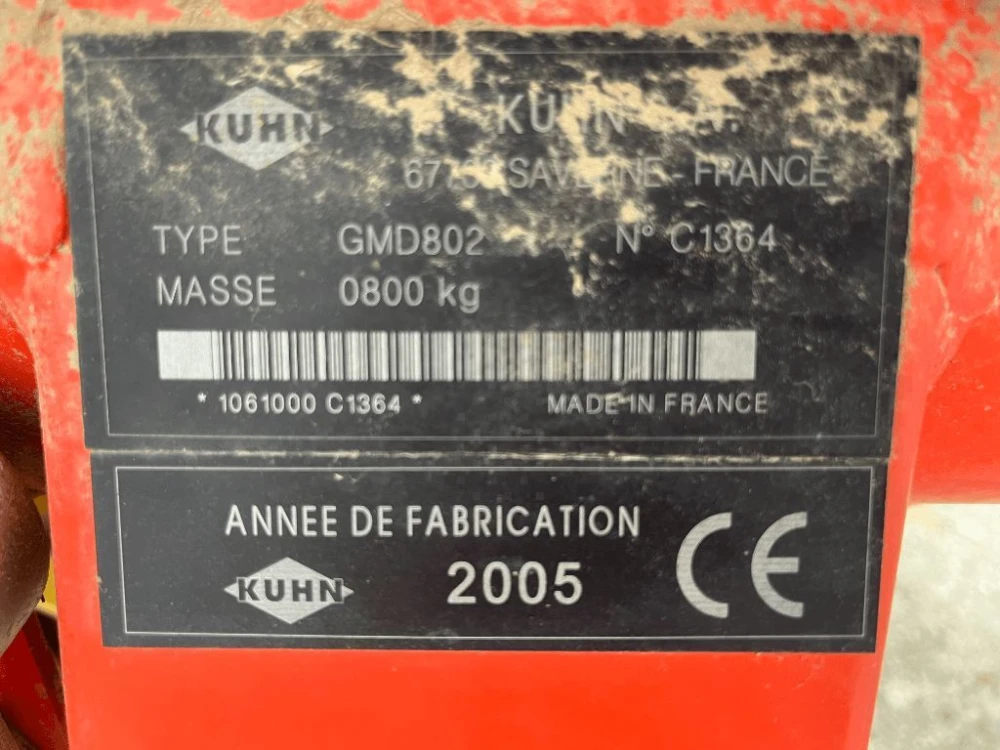 KUHN
KUHN
FRANCE
TYPE GMD802 N° C1364
MASSE 0800 kg
* 1061000 C1364 *
MADE IN FRANCE
ANNEE DE FABRICATION
KUHN
2005
CE